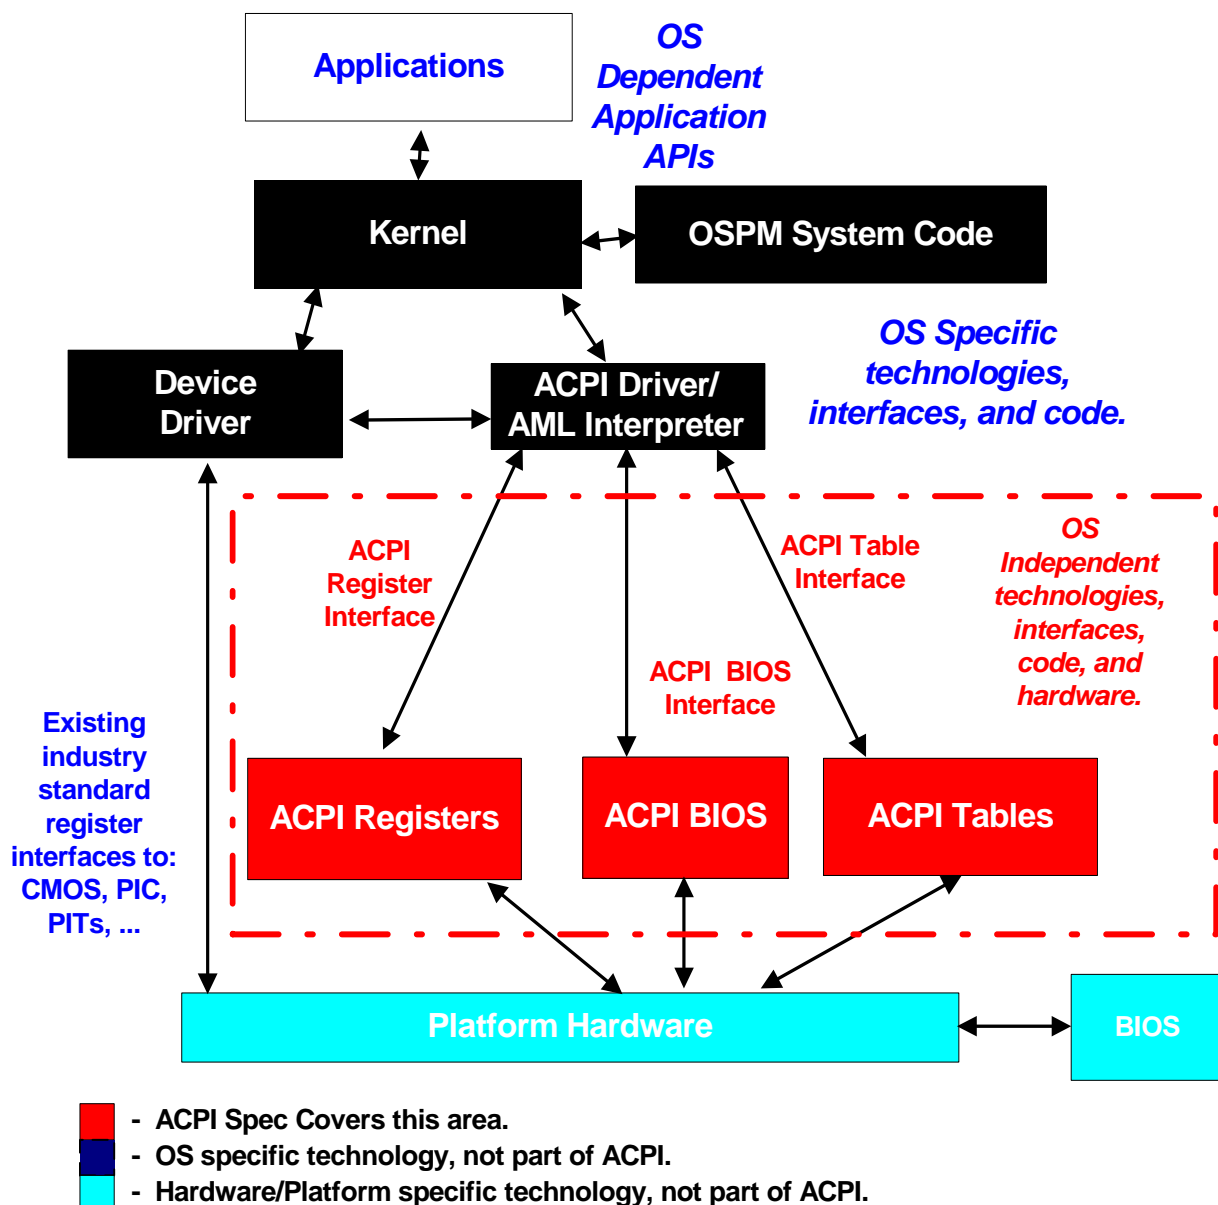 Applications
OS
Dependent
Application
APIs
Kernel
OSPM System Code
OS Specific
technologies,
interfaces, and code.
Device
Driver
ACPI Driver/
AML Interpreter
ACPI
Register
Interface
ACPI Table
Interface
OS
Independent
technologies,
interfaces,
code, and
hardware.
ACPI  BIOS
Interface
Existing
industry
standard
register
interfaces to:
CMOS, PIC,
PITs, ...
ACPI Registers
ACPI BIOS
ACPI Tables
Platform Hardware
BIOS
- ACPI Spec Covers this area.
- OS specific technology, not part of ACPI.
- Hardware/Platform specific technology, not part of ACPI.